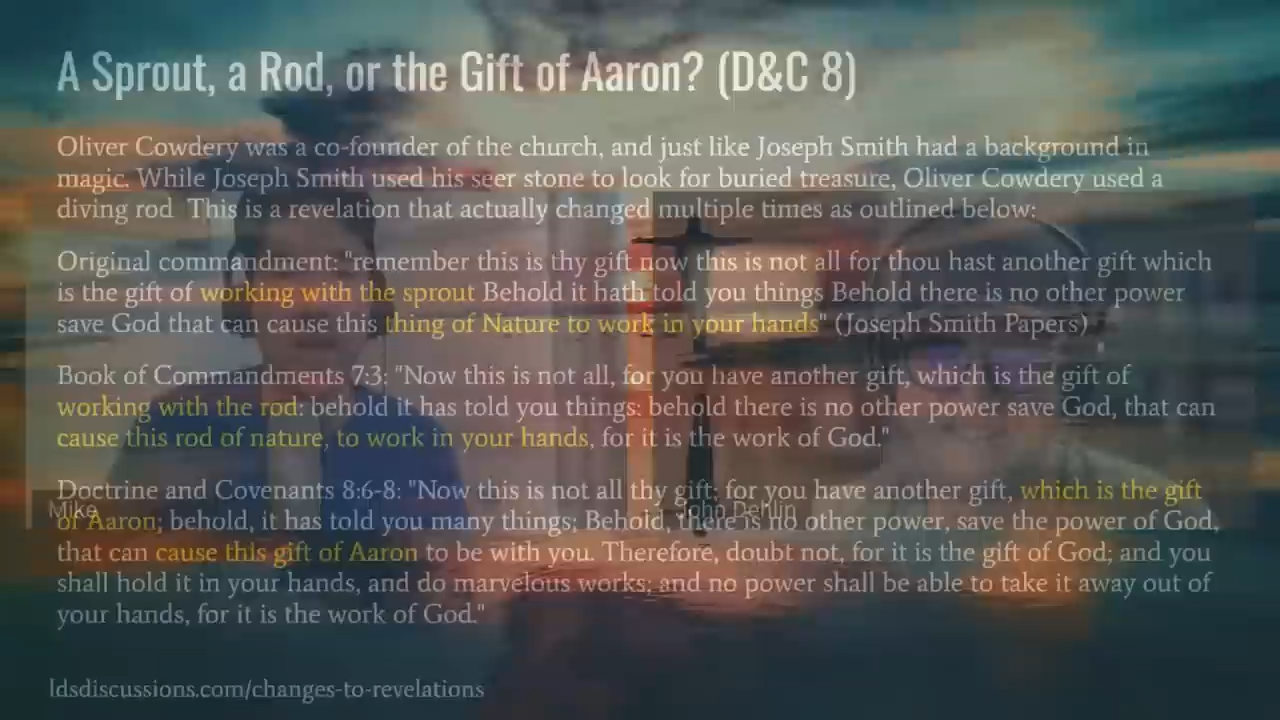 A Sprout, a Rod, or the Gift of Aaron? (D&C 8)
Oliver Cowdery was a co-founder of the church, and just like Joseph Smith had a background in
magic. While Joseph Smith used his seer stone to look for buried treasure, Oliver Cowdery used a
diving rod  This is a revelation that actually changed multiple times as outlined below:
Original commandment: "remember this is thy gift now this is not all for thou hast another gift which
is the gift of working with the sprout Behold it hath told you things Behold there is no other power
save God that can cause this thing of Nature to work in your hands" (Joseph Smith Papers)
Book of Commandments 7:3: "Now this is not all, for you have another gift, which is the gift of
working with the rod: behold it has told you things: behold there is no other power save God, that can
cause this rod of nature, to work in your hands, for it is the work of God."
Doctrine and Covenants 8:6-8: "Now this is not all thy gift; for you have another gift, which is the gift
of Aaron; behold, it has told you many things; Behold, there is no other power, save the power of God,
that can cause this gift of Aaron to be with you. Therefore, doubt not, for it is the gift of God; and you
shall hold it in your hands, and do marvelous works; and no power shall be able to take it away out of
your hands, for it is the work of God."
Mike
John Dehlin
ldsdiscussions.com/changes-to-revelations